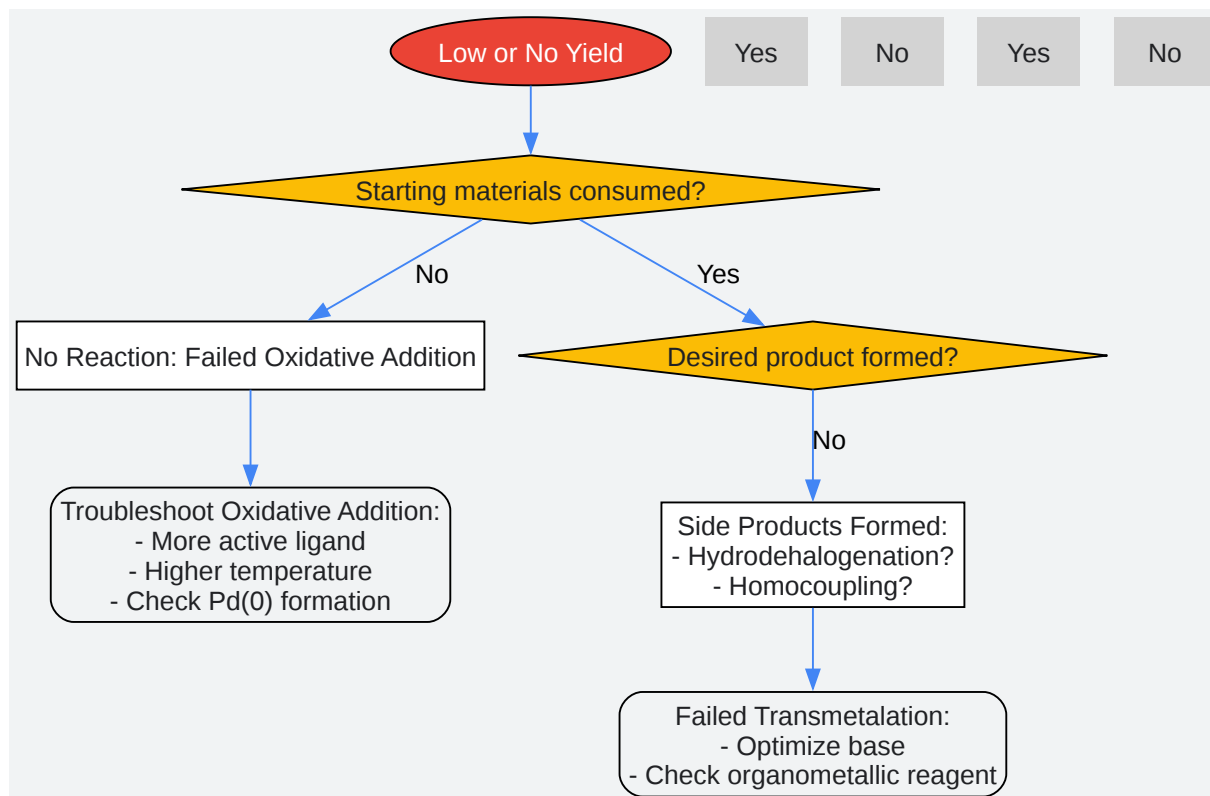 Low or No Yield
Yes
No
Yes
No
Starting materials consumed?
No
Yes
No Reaction: Failed Oxidative Addition
Desired product formed?
No
Troubleshoot Oxidative Addition:
- More active ligand
- Higher temperature
- Check Pd(0) formation
Side Products Formed:
- Hydrodehalogenation?
- Homocoupling?
Failed Transmetalation:
- Optimize base
- Check organometallic reagent